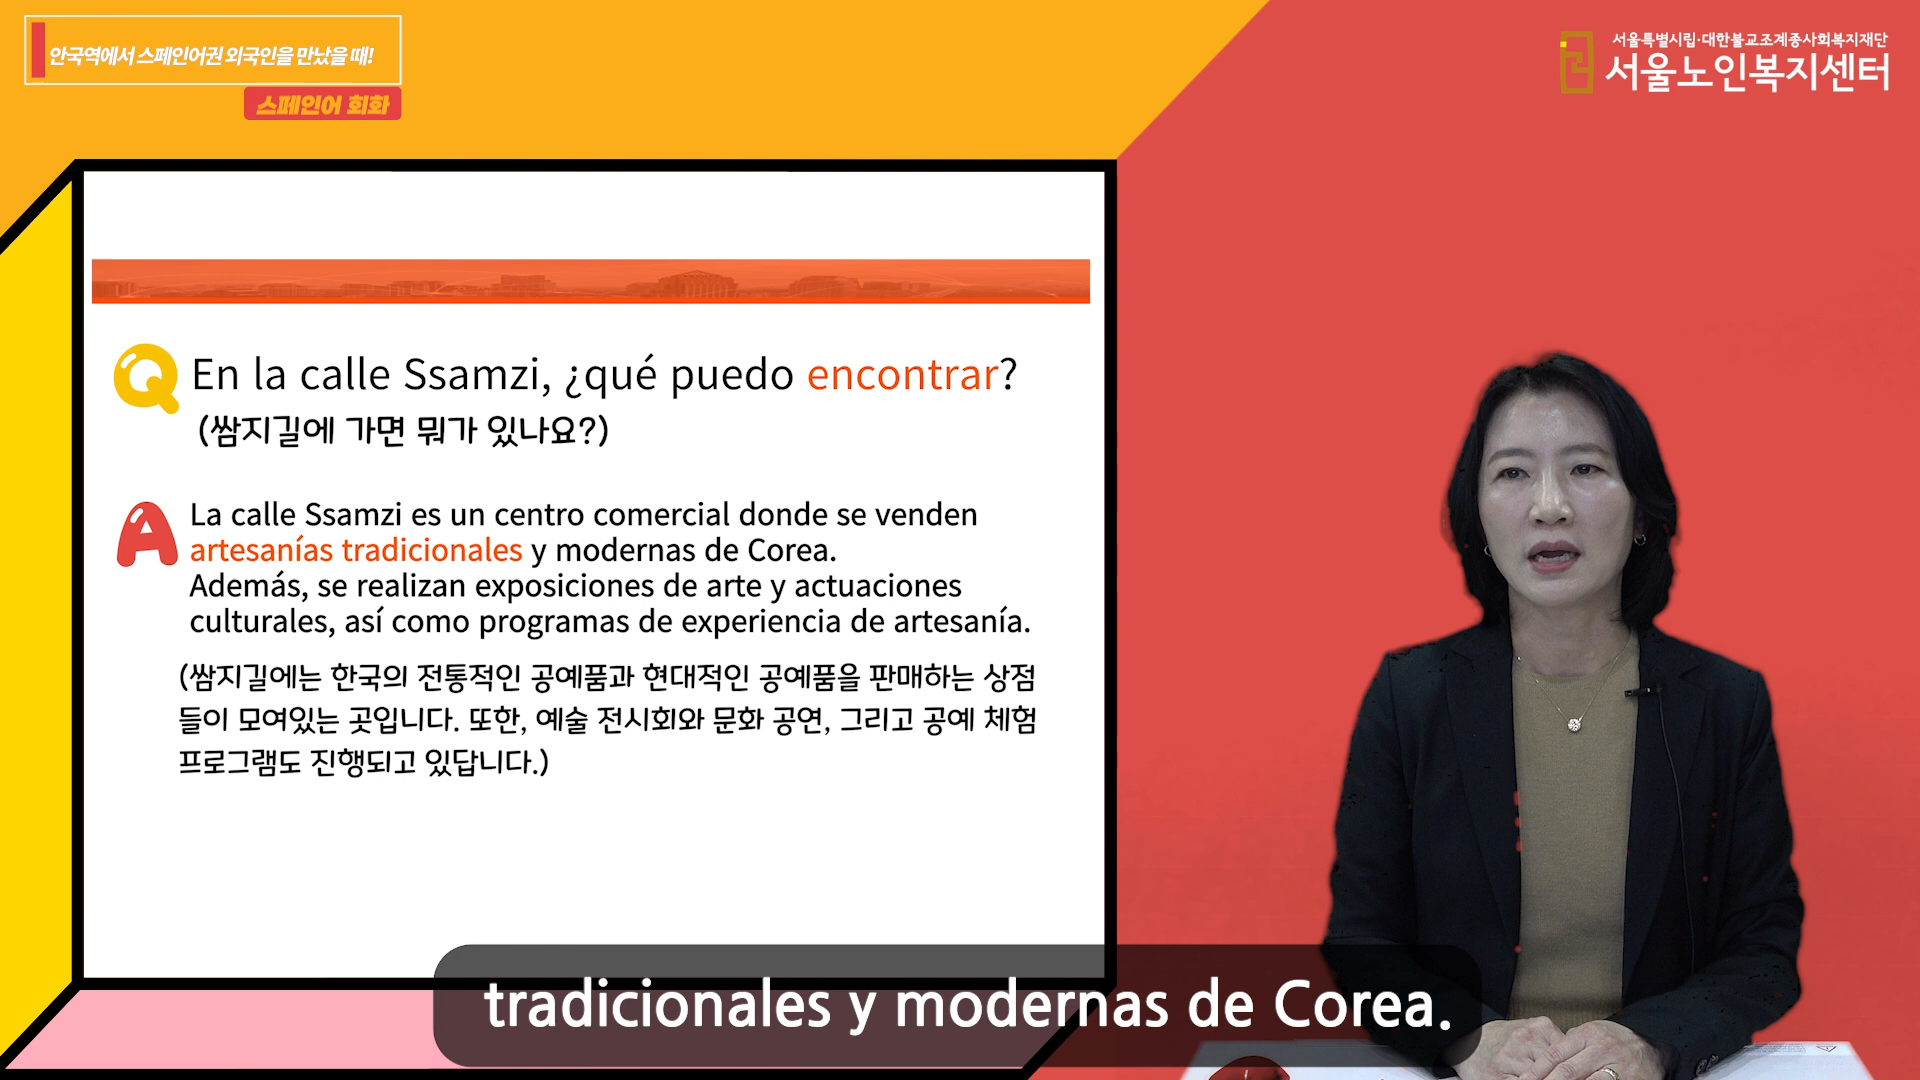 안국역에서 스페인어권 외국인을 만났을 때!
스페인어 회화
서울특별시립·대한불교조계종사회복지재단
서울노인복지센터
Q En la calle Ssamzi, ¿qué puedo encontrar?
(쌈지길에 가면 뭐가 있나요?)
A La calle Ssamzi es un centro comercial donde se venden
artesanías tradicionales y modernas de Corea.
Además, se realizan exposiciones de arte y actuaciones
culturales, así como programas de experiencia de artesanía.
(쌈지길에는 한국의 전통적인 공예품과 현대적인 공예품을 판매하는 상점
들이 모여있는 곳입니다. 또한, 예술 전시회와 문화 공연, 그리고 공예 체험
프로그램도 진행되고 있답니다.)
tradicionales y modernas de Corea.